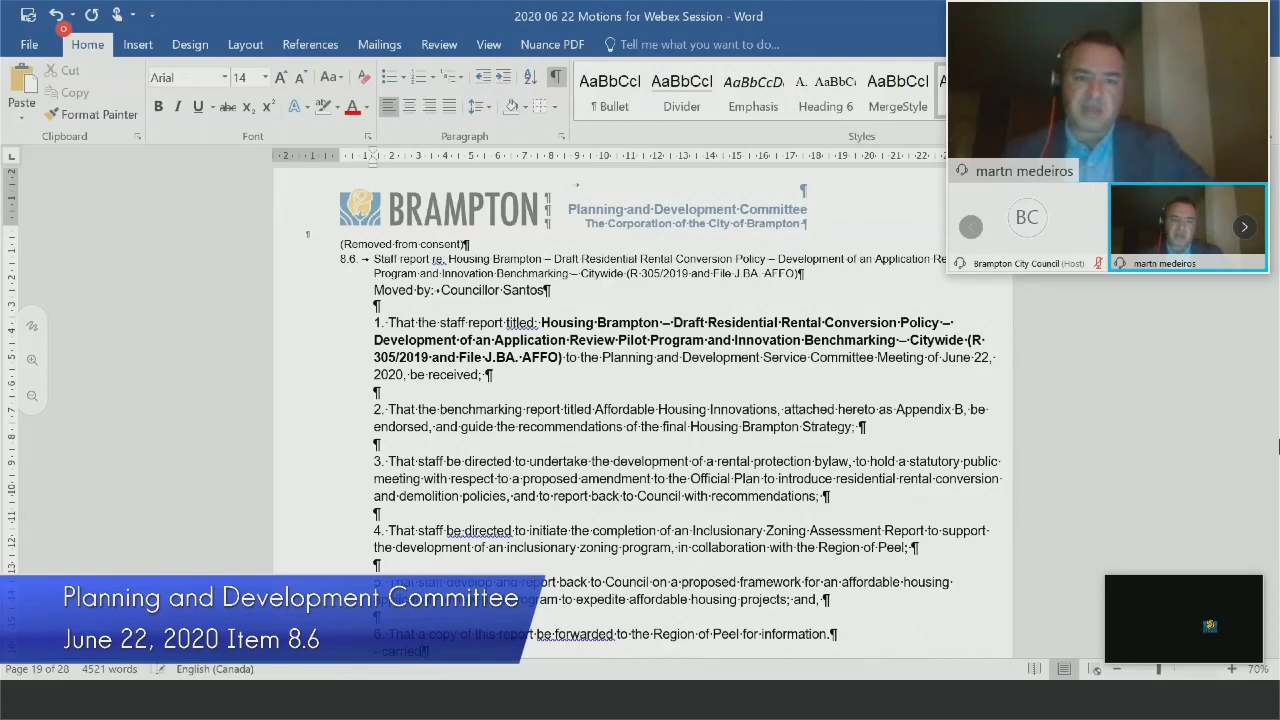 2020 06 22 Motions for Webex Session - Word
File Home Insert Design Layout References Mailings Review View Nuance PDF Tell me what you want to do...
Paste
Cut
Copy
Format Painter
Arial 14
Clipboard Font Paragraph Styles
AaBbCcI AaBbCcI AaBbCcDc A. AaBbCc AaBbCcI
¶ Bullet Divider Emphasis Heading 6 MergeStyle
martn medeiros
BC
Brampton City Council (Host)
martn medeiros
BRAMPTON
Planning and Development Committee
The Corporation of the City of Brampton
(Removed from consent)
8.6. Staff report re. Housing Brampton – Draft Residential Rental Conversion Policy – Development of an Application Re
Program and Innovation Benchmarking – Citywide (R 305/2019 and File J.BA. AFFO)
Moved by: Councillor Santos
1. That the staff report titled: Housing Brampton – Draft Residential Rental Conversion Policy –
Development of an Application Review Pilot Program and Innovation Benchmarking – Citywide (R
305/2019 and File J.BA. AFFO) to the Planning and Development Service Committee Meeting of June 22,
2020, be received;
2. That the benchmarking report titled Affordable Housing Innovations, attached hereto as Appendix B, be
endorsed, and guide the recommendations of the final Housing Brampton Strategy;
3. That staff be directed to undertake the development of a rental protection bylaw, to hold a statutory public
meeting with respect to a proposed amendment to the Official Plan to introduce residential rental conversion
and demolition policies, and to report back to Council with recommendations;
4. That staff be directed to initiate the completion of an Inclusionary Zoning Assessment Report to support
the development of an inclusionary zoning program, in collaboration with the Region of Peel;
5. That staff develop and report back to Council on a proposed framework for an affordable housing
program to expedite affordable housing projects; and,
6. That a copy of this report be forwarded to the Region of Peel for information.
- carried
Planning and Development Committee
June 22, 2020 Item 8.6
Page 19 of 28 4521 words English (Canada) 70%